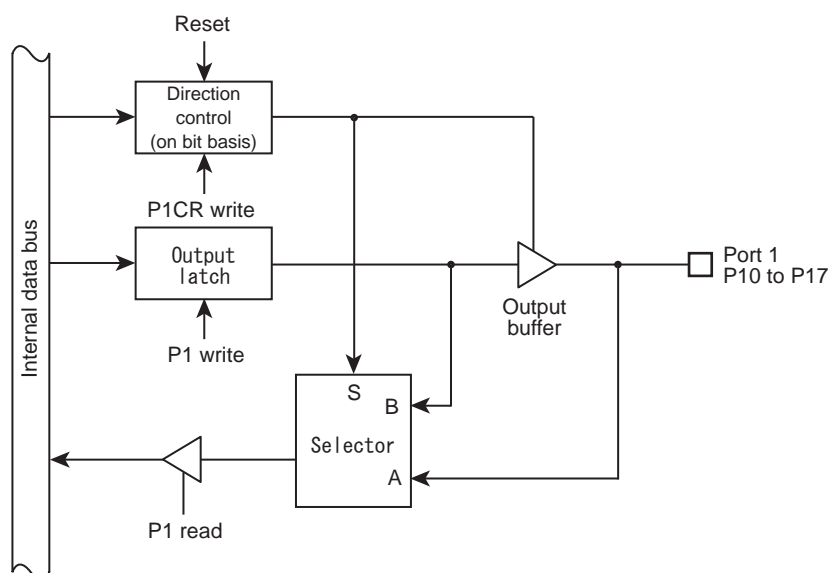 Reset
Direction
control
(on bit basis)
P1CR write
Internal data bus
Output
latch
P1 write
Output
buffer
Port 1
P10 to P17
S
B
Selector
A
P1 read